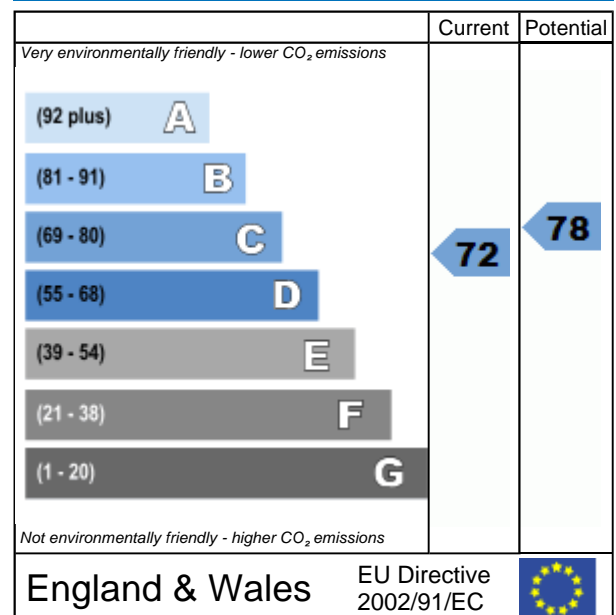 Current Potential
Very environmentally friendly - lower CO₂ emissions
(92 plus) A
(81 - 91) B
(69 - 80) C
72
78
(55 - 68) D
(39 - 54) E
(21 - 38) F
(1 - 20) G
Not environmentally friendly - higher CO₂ emissions
England & Wales
EU Directive
2002/91/EC